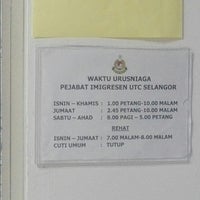 WAKTU URUSNIAGA
PEJABAT IMIGRESEN UTC SELANGOR
ISNIN - KHAMIS : 1.00 PETANG-10.00 MALAM
JUMAAT : 2.45 PETANG-10.00 MALAM
SABTU - AHAD : 8.00 PAGI - 5.00 PETANG
REHAT
ISNIN - JUMAAT : 7.00 MALAM-8.00 MALAM
CUTI UMUM : TUTUP